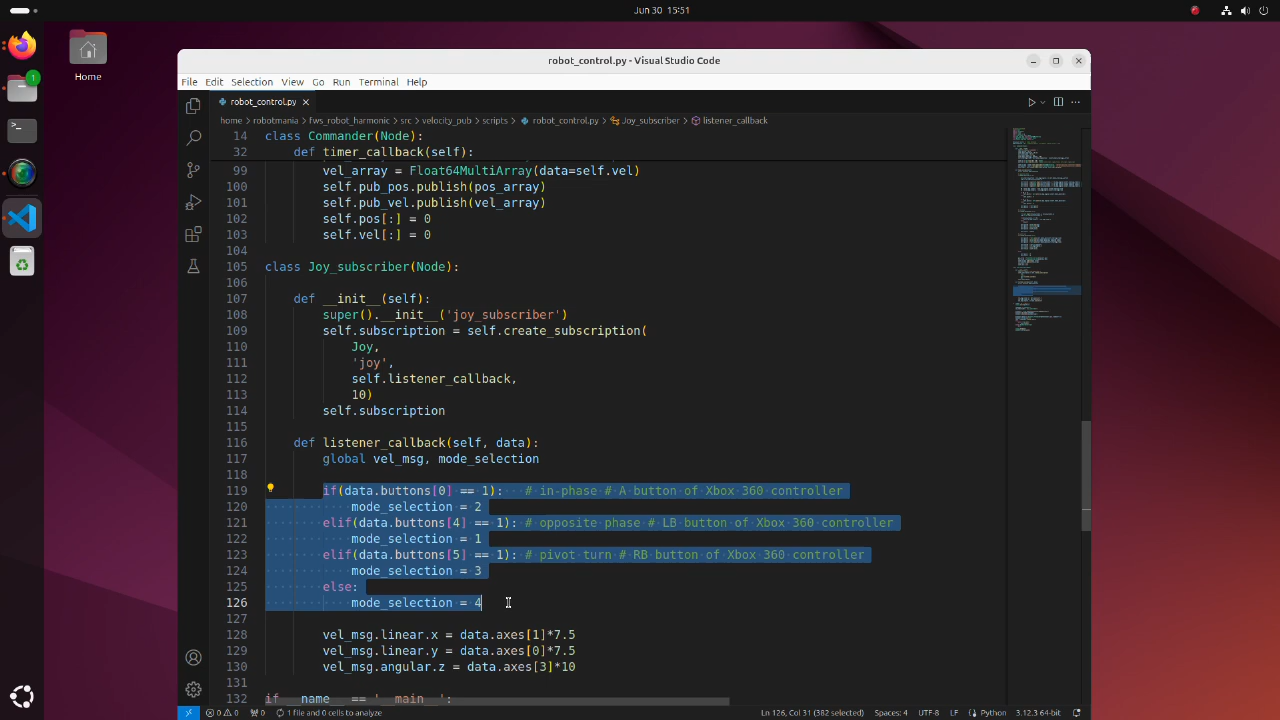 Jun 30 15:51
Home
1
robot_control.py - Visual Studio Code
File Edit Selection View Go Run Terminal Help
robot_control.py
home > robotmania > fws_robot_harmonic > src > velocity_pub > scripts > robot_control.py > Joy_subscriber > listener_callback
14 class Commander(Node):
32 def timer_callback(self):
99 vel_array = Float64MultiArray(data=self.vel)
100 self.pub_pos.publish(pos_array)
101 self.pub_vel.publish(vel_array)
102 self.pos[:] = 0
103 self.vel[:] = 0
104
105 class Joy_subscriber(Node):
106
107 def __init__(self):
108 super().__init__('joy_subscriber')
109 self.subscription = self.create_subscription(
110 Joy,
111 'joy',
112 self.listener_callback,
113 10)
114 self.subscription
115
116 def listener_callback(self, data):
117 global vel_msg, mode_selection
118
119 if(data.buttons[0] == 1): # in-phase # A button of Xbox 360 controller
120 mode_selection = 2
121 elif(data.buttons[4] == 1): # opposite phase # LB button of Xbox 360 controller
122 mode_selection = 1
123 elif(data.buttons[5] == 1): # pivot turn # RB button of Xbox 360 controller
124 mode_selection = 3
125 else:
126 mode_selection = 4
127
128 vel_msg.linear.x = data.axes[1]*7.5
129 vel_msg.linear.y = data.axes[0]*7.5
130 vel_msg.angular.z = data.axes[3]*10
131
132 if __name__ == '__main__':
0 0 0 1 file and 0 cells to analyze Ln 126, Col 31 (382 selected) Spaces: 4 UTF-8 LF Python 3.12.3 64-bit